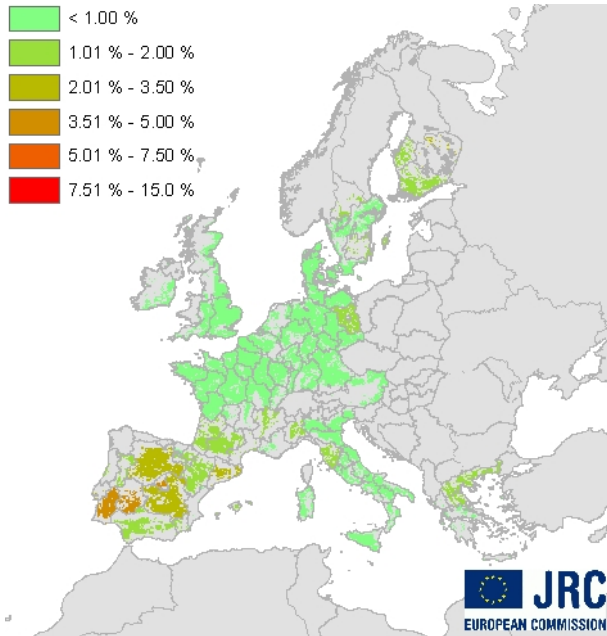 < 1.00 %
1.01 % - 2.00 %
2.01 % - 3.50 %
3.51 % - 5.00 %
5.01 % - 7.50 %
7.51 % - 15.0 %
JRC
EUROPEAN COMMISSION